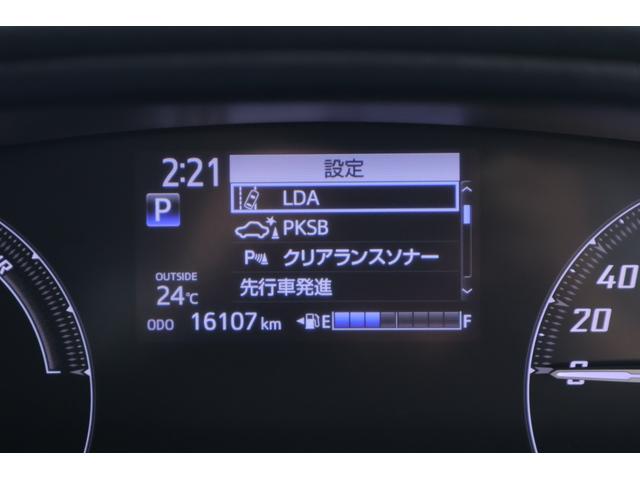 設定
2:21
LDA
P
PKSB
P クリアランスソナー
OUTSIDE
24℃
先行車発進
ODO 16107 km
E F
40
20
0